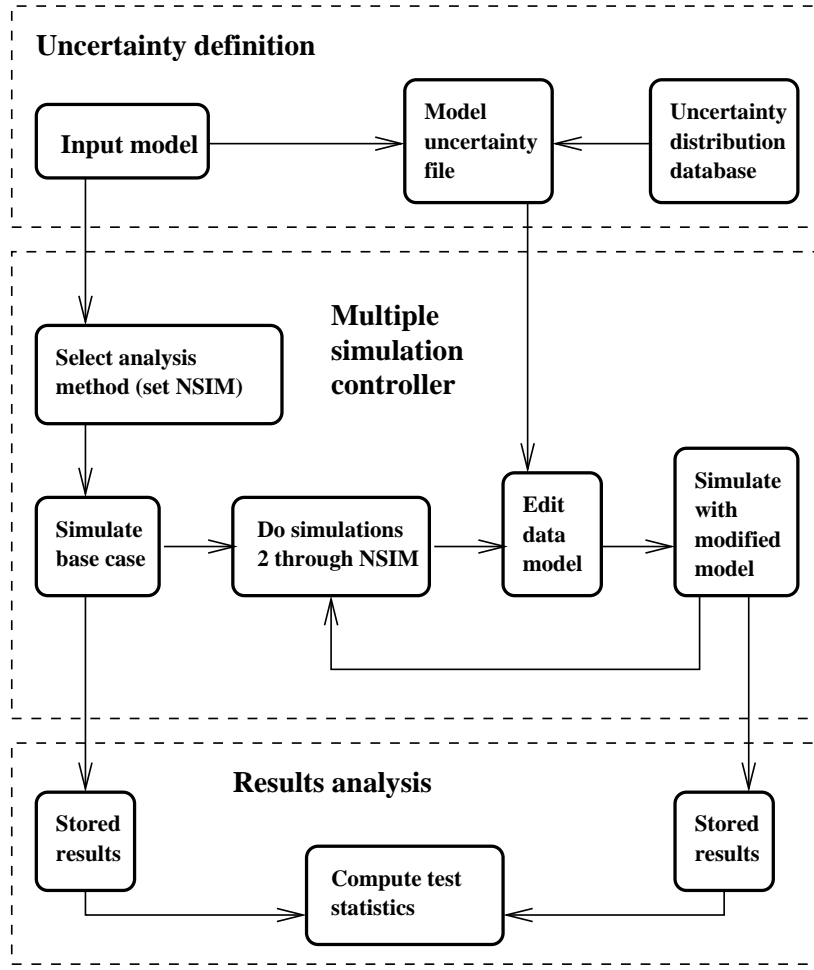 Uncertainty definition
Input model
Model
uncertainty
file
Uncertainty
distribution
database
Multiple
simulation
controller
Select analysis
method (set NSIM)
Simulate
base case
Do simulations
2 through NSIM
Edit
data
model
Simulate
with
modified
model
Results analysis
Stored
results
Compute test
statistics
Stored
results